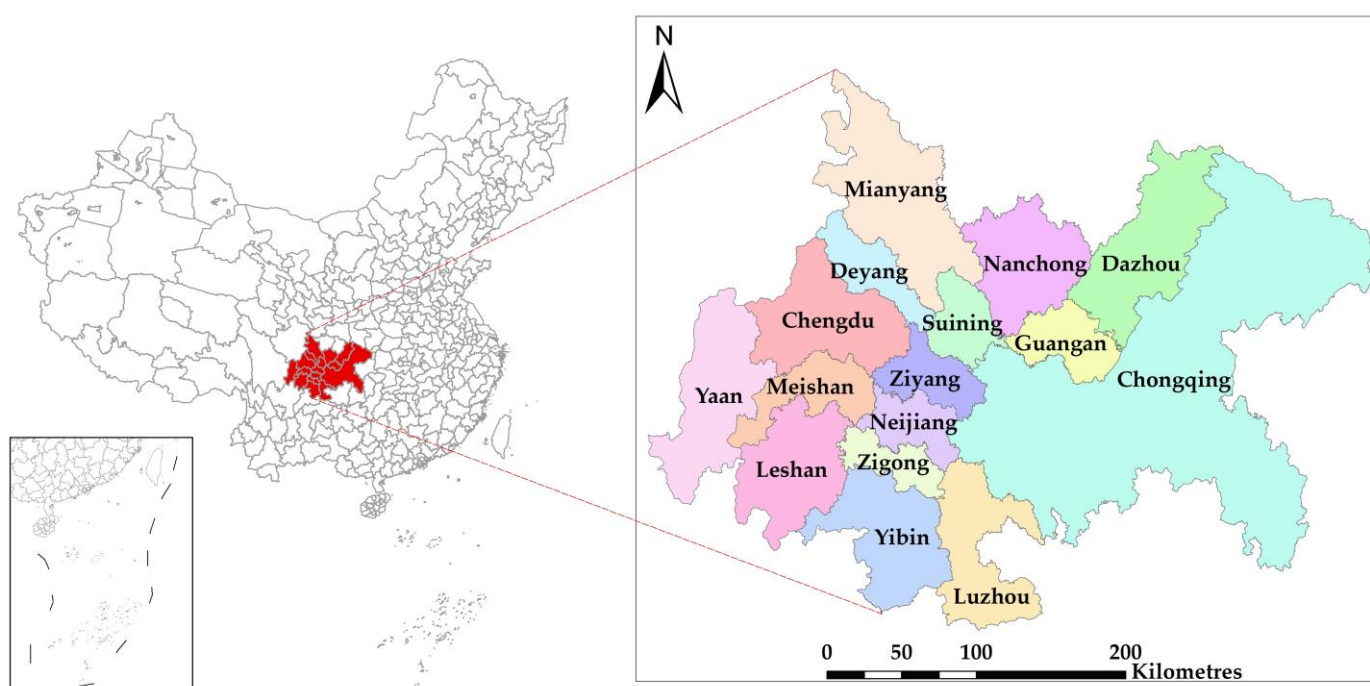 N
Mianyang
Deyang
Nanchong
Dazhou
Chengdu
Suining
Guangan
Yaan
Meishan
Ziyang
Chongqing
Neijiang
Leshan
Zigong
Yibin
Luzhou
0 50 100 200
Kilometres